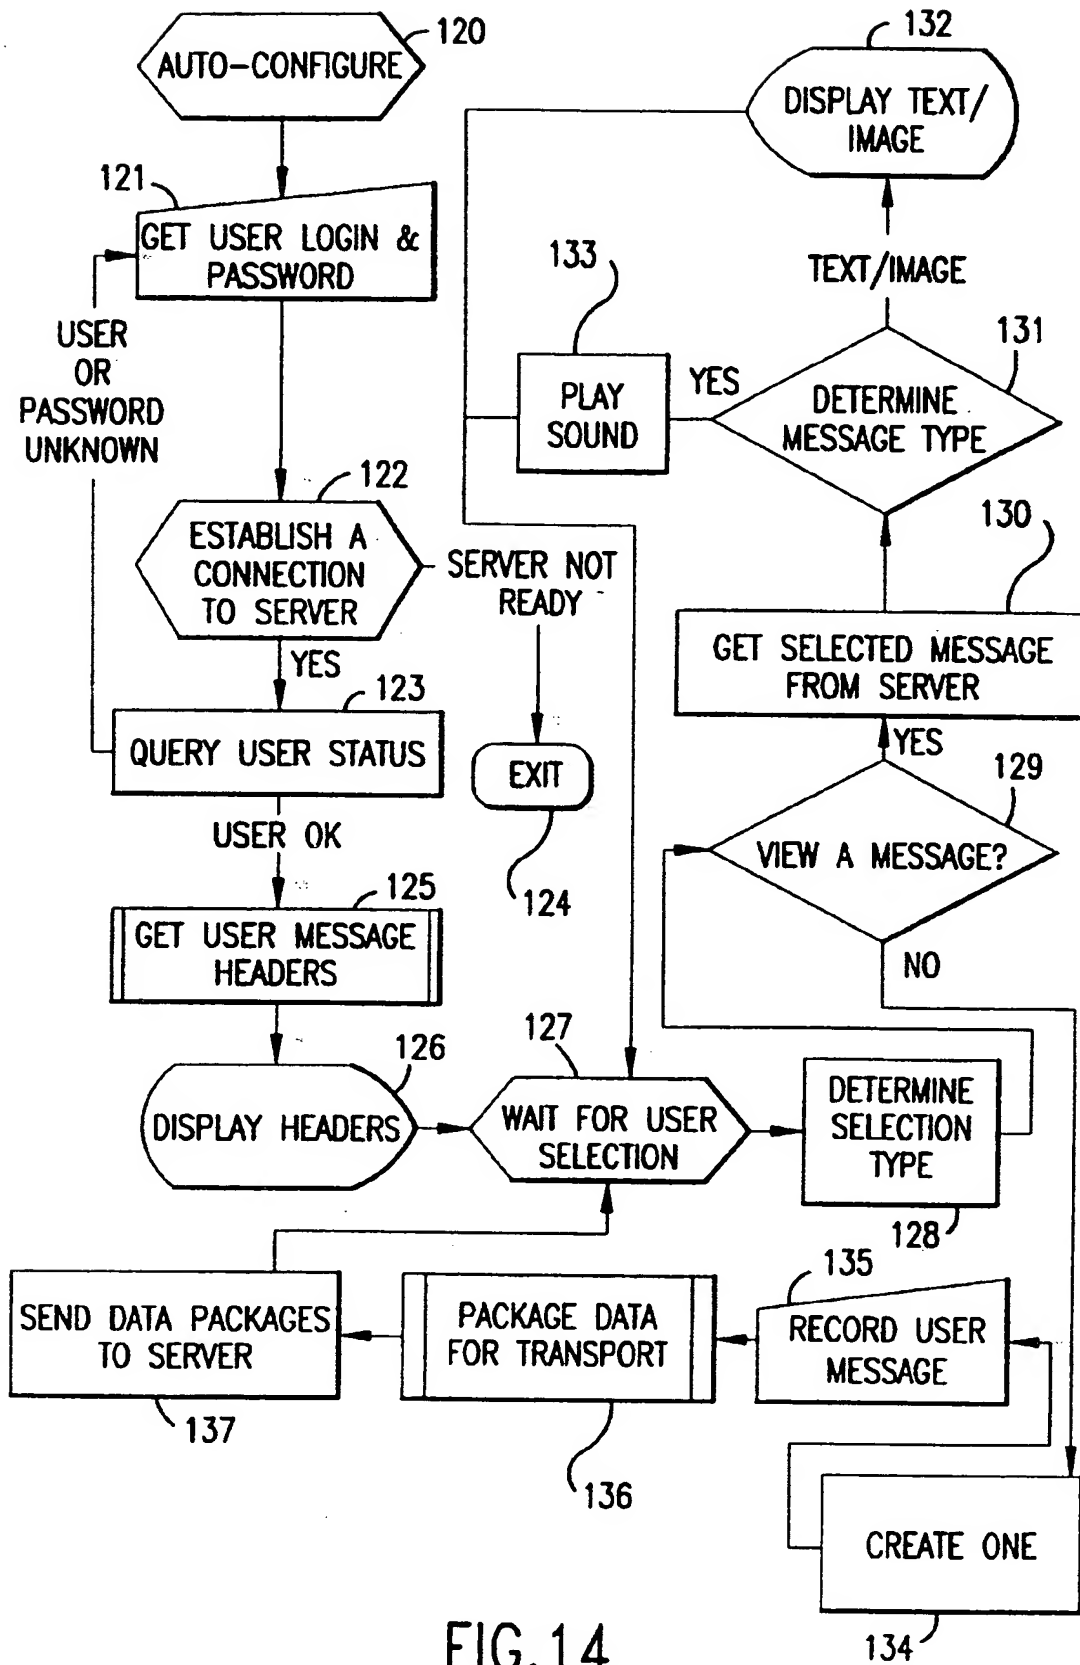 120
AUTO-CONFIGURE
121
GET USER LOGIN &
PASSWORD
USER
OR
PASSWORD
UNKNOWN
122
ESTABLISH A
CONNECTION
TO SERVER
SERVER NOT
READY
YES
123
QUERY USER STATUS
EXIT
124
USER OK
125
GET USER MESSAGE
HEADERS
126
DISPLAY HEADERS
127
WAIT FOR USER
SELECTION
DETERMINE
SELECTION
TYPE
128
129
VIEW A MESSAGE?
YES
NO
130
GET SELECTED MESSAGE
FROM SERVER
131
DETERMINE
MESSAGE TYPE
TEXT/IMAGE
132
DISPLAY TEXT/
IMAGE
YES
133
PLAY
SOUND
CREATE ONE
134
135
RECORD USER
MESSAGE
PACKAGE DATA
FOR TRANSPORT
136
SEND DATA PACKAGES
TO SERVER
137
FIG.14